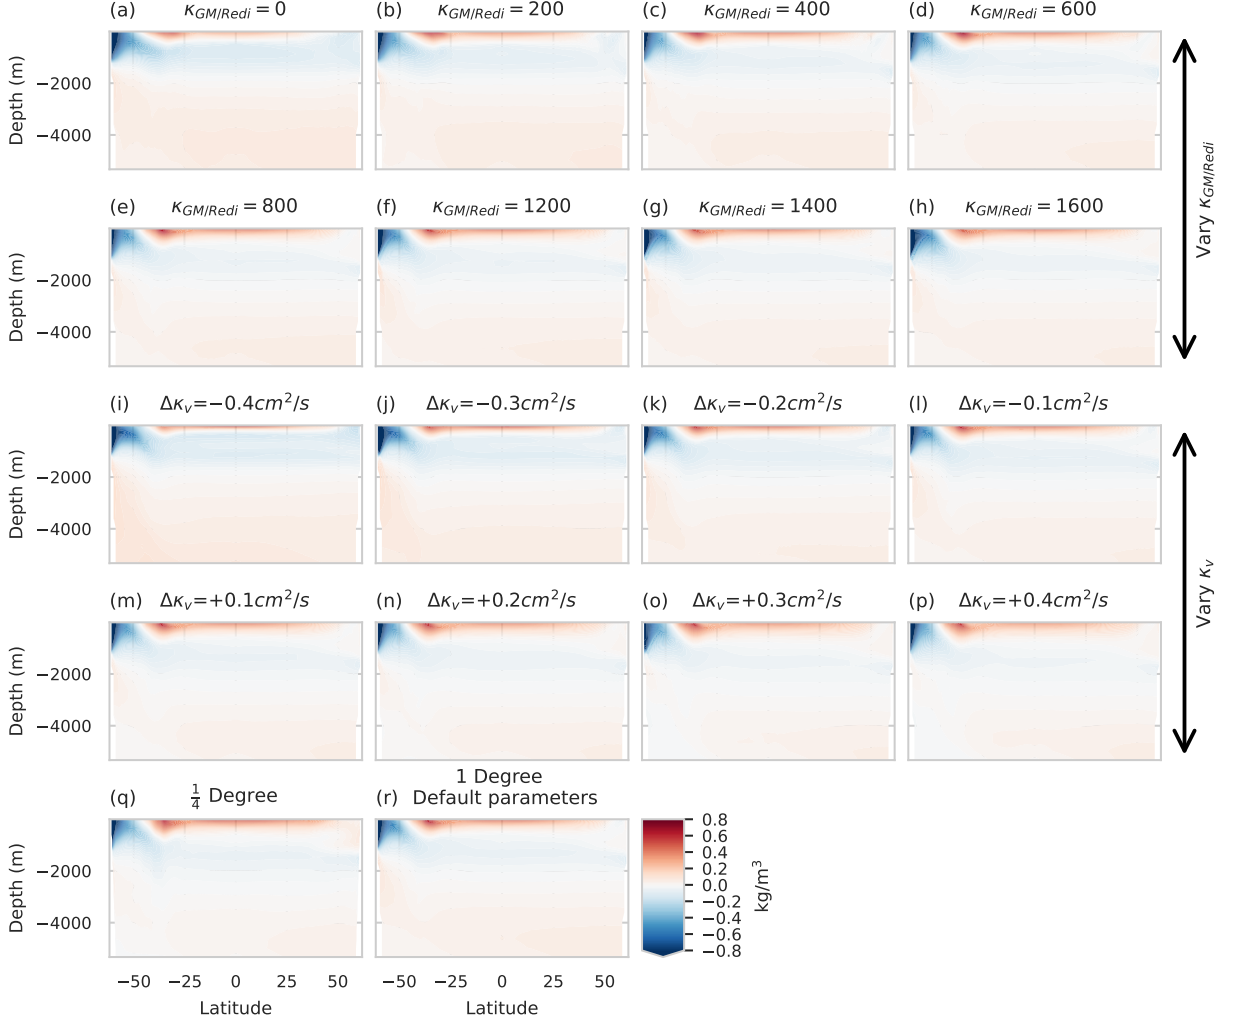 (a) κGM/Redi = 0
(b) κGM/Redi = 200
(c) κGM/Redi = 400
(d) κGM/Redi = 600
Depth (m)
−2000
−4000
(e) κGM/Redi = 800
(f) κGM/Redi = 1200
(g) κGM/Redi = 1400
(h) κGM/Redi = 1600
Depth (m)
−2000
−4000
Vary κGM/Redi
(i) Δκv=−0.4cm²/s
(j) Δκv=−0.3cm²/s
(k) Δκv=−0.2cm²/s
(l) Δκv=−0.1cm²/s
Depth (m)
−2000
−4000
(m) Δκv=+0.1cm²/s
(n) Δκv=+0.2cm²/s
(o) Δκv=+0.3cm²/s
(p) Δκv=+0.4cm²/s
Depth (m)
−2000
−4000
Vary κv
(q) 1/4 Degree
1 Degree
(r) Default parameters
Depth (m)
−2000
−4000
−50 −25 0 25 50
Latitude
−50 −25 0 25 50
Latitude
0.8
0.6
0.4
0.2
0.0
−0.2
−0.4
−0.6
−0.8
kg/m³